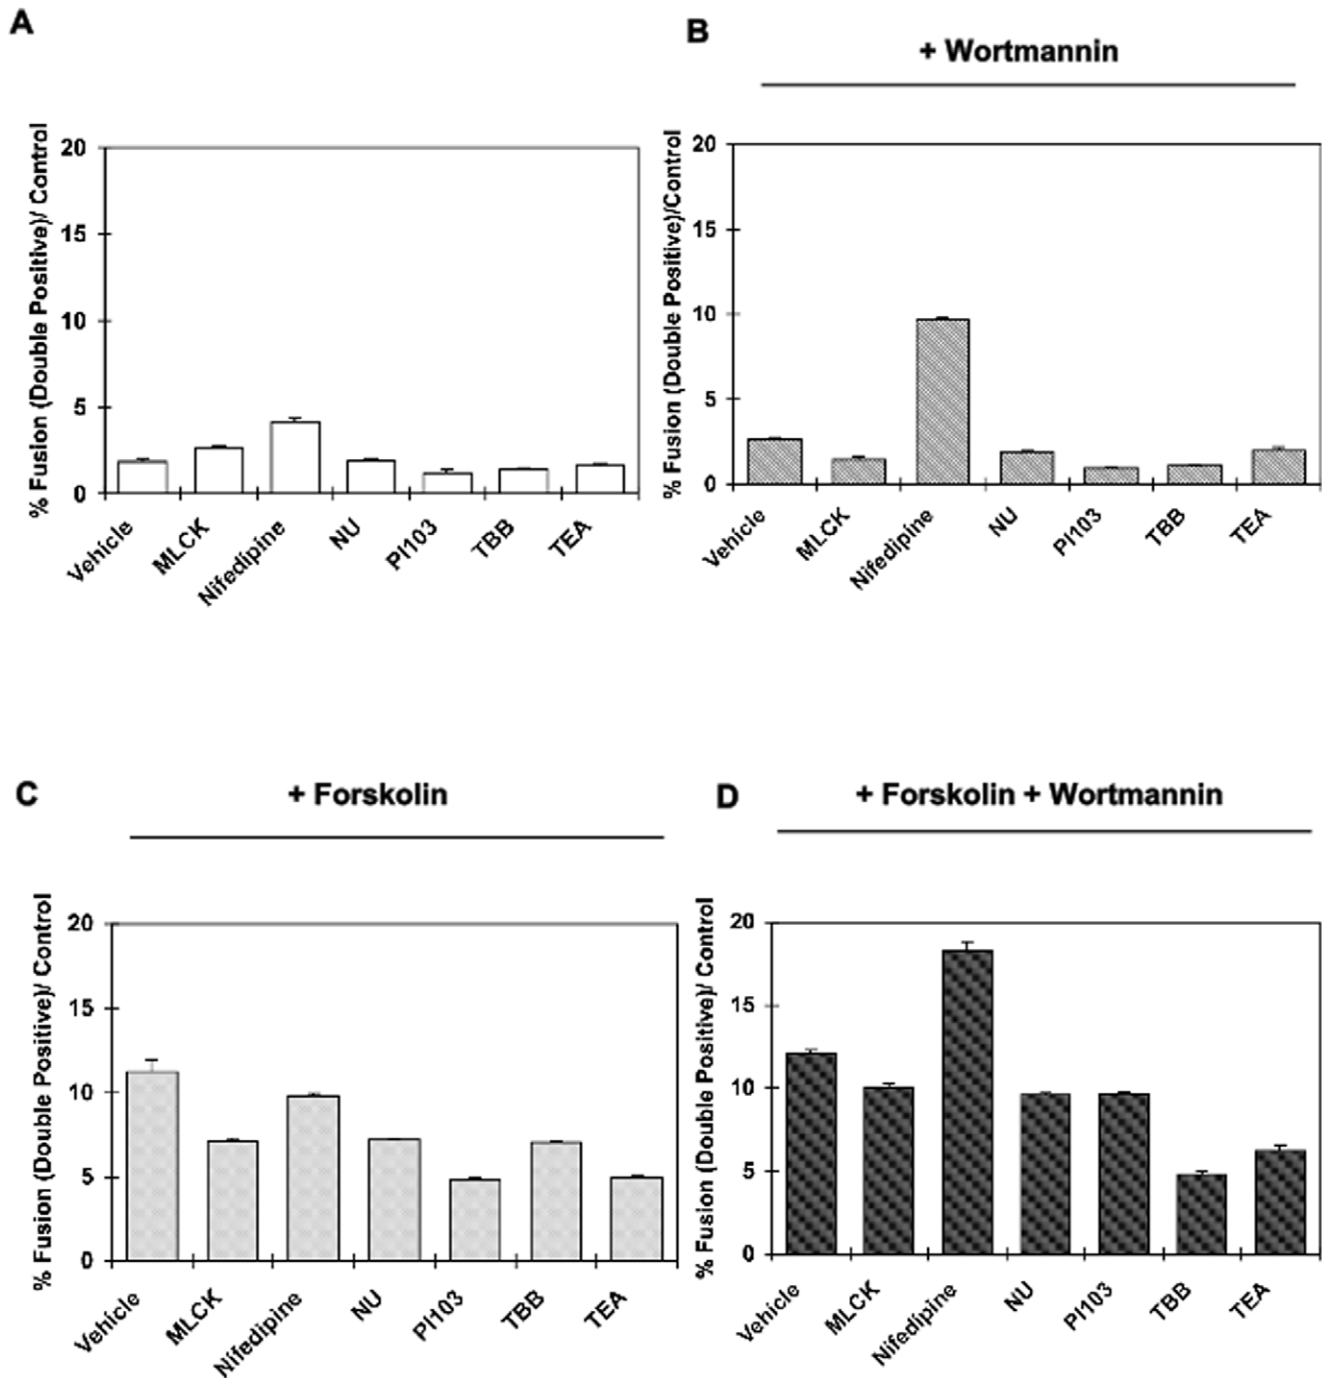 A
% Fusion (Double Positive)/ Control
20
15
10
5
0
Vehicle
MLCK
Nifedipine
NU
PI103
TBB
TEA
B
+ Wortmannin
% Fusion (Double Positive)/Control
20
15
10
5
0
Vehicle
MLCK
Nifedipine
NU
PI103
TBB
TEA
C
+ Forskolin
% Fusion (Double Positive)/ Control
20
15
10
5
0
Vehicle
MLCK
Nifedipine
NU
PI103
TBB
TEA
D
+ Forskolin + Wortmannin
% Fusion (Double Positive)/ Control
20
15
10
5
0
Vehicle
MLCK
Nifedipine
NU
PI103
TBB
TEA